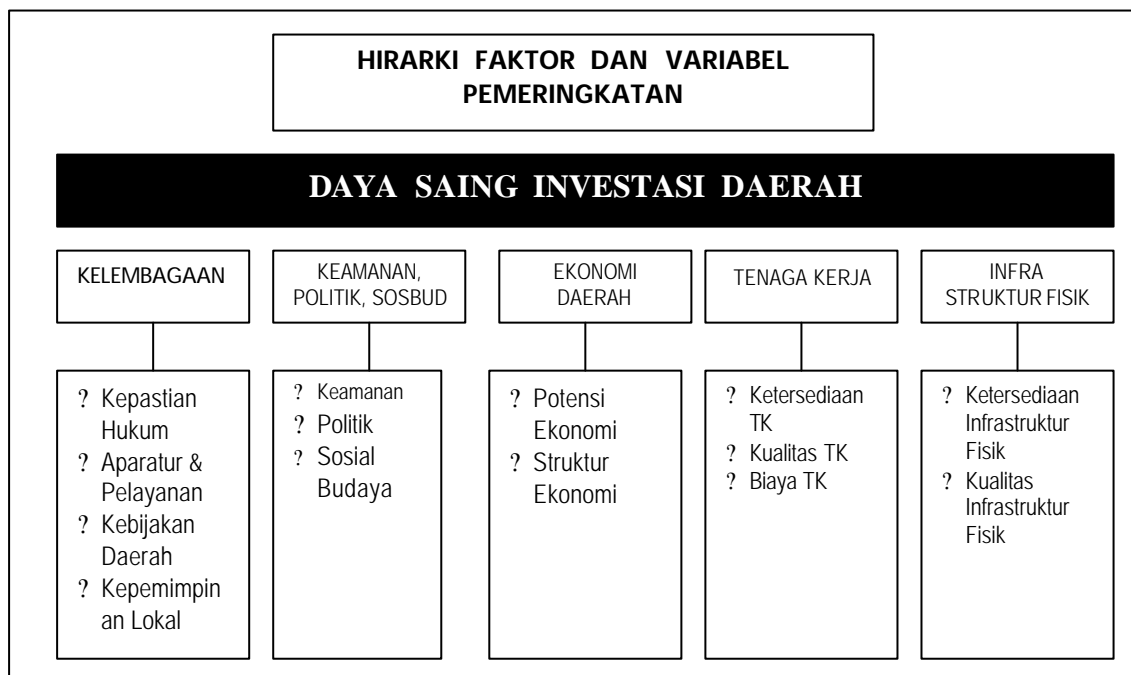 HIRARKI FAKTOR DAN VARIABEL
PEMERINGKATAN
DAYA SAING INVESTASI DAERAH
KELEMBAGAAN
KEAMANAN,
POLITIK, SOSBUD
EKONOMI
DAERAH
TENAGA KERJA
INFRA
STRUKTUR FISIK
? Kepastian
Hukum
? Aparatur &
Pelayanan
? Kebijakan
Daerah
? Kepemimpin
an Lokal
? Keamanan
? Politik
? Sosial
Budaya
? Potensi
Ekonomi
? Struktur
Ekonomi
? Ketersediaan
TK
? Kualitas TK
? Biaya TK
? Ketersediaan
Infrastruktur
Fisik
? Kualitas
Infrastruktur
Fisik